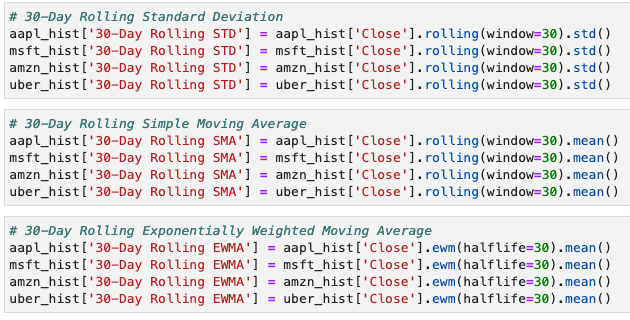 # 30-Day Rolling Standard Deviation
aapl_hist['30-Day Rolling STD'] = aapl_hist['Close'].rolling(window=30).std()
msft_hist['30-Day Rolling STD'] = msft_hist['Close'].rolling(window=30).std()
amzn_hist['30-Day Rolling STD'] = amzn_hist['Close'].rolling(window=30).std()
uber_hist['30-Day Rolling STD'] = uber_hist['Close'].rolling(window=30).std()
# 30-Day Rolling Simple Moving Average
aapl_hist['30-Day Rolling SMA'] = aapl_hist['Close'].rolling(window=30).mean()
msft_hist['30-Day Rolling SMA'] = msft_hist['Close'].rolling(window=30).mean()
amzn_hist['30-Day Rolling SMA'] = amzn_hist['Close'].rolling(window=30).mean()
uber_hist['30-Day Rolling SMA'] = uber_hist['Close'].rolling(window=30).mean()
# 30-Day Rolling Exponentially Weighted Moving Average
aapl_hist['30-Day Rolling EWMA'] = aapl_hist['Close'].ewm(halflife=30).mean()
msft_hist['30-Day Rolling EWMA'] = msft_hist['Close'].ewm(halflife=30).mean()
amzn_hist['30-Day Rolling EWMA'] = amzn_hist['Close'].ewm(halflife=30).mean()
uber_hist['30-Day Rolling EWMA'] = uber_hist['Close'].ewm(halflife=30).mean()